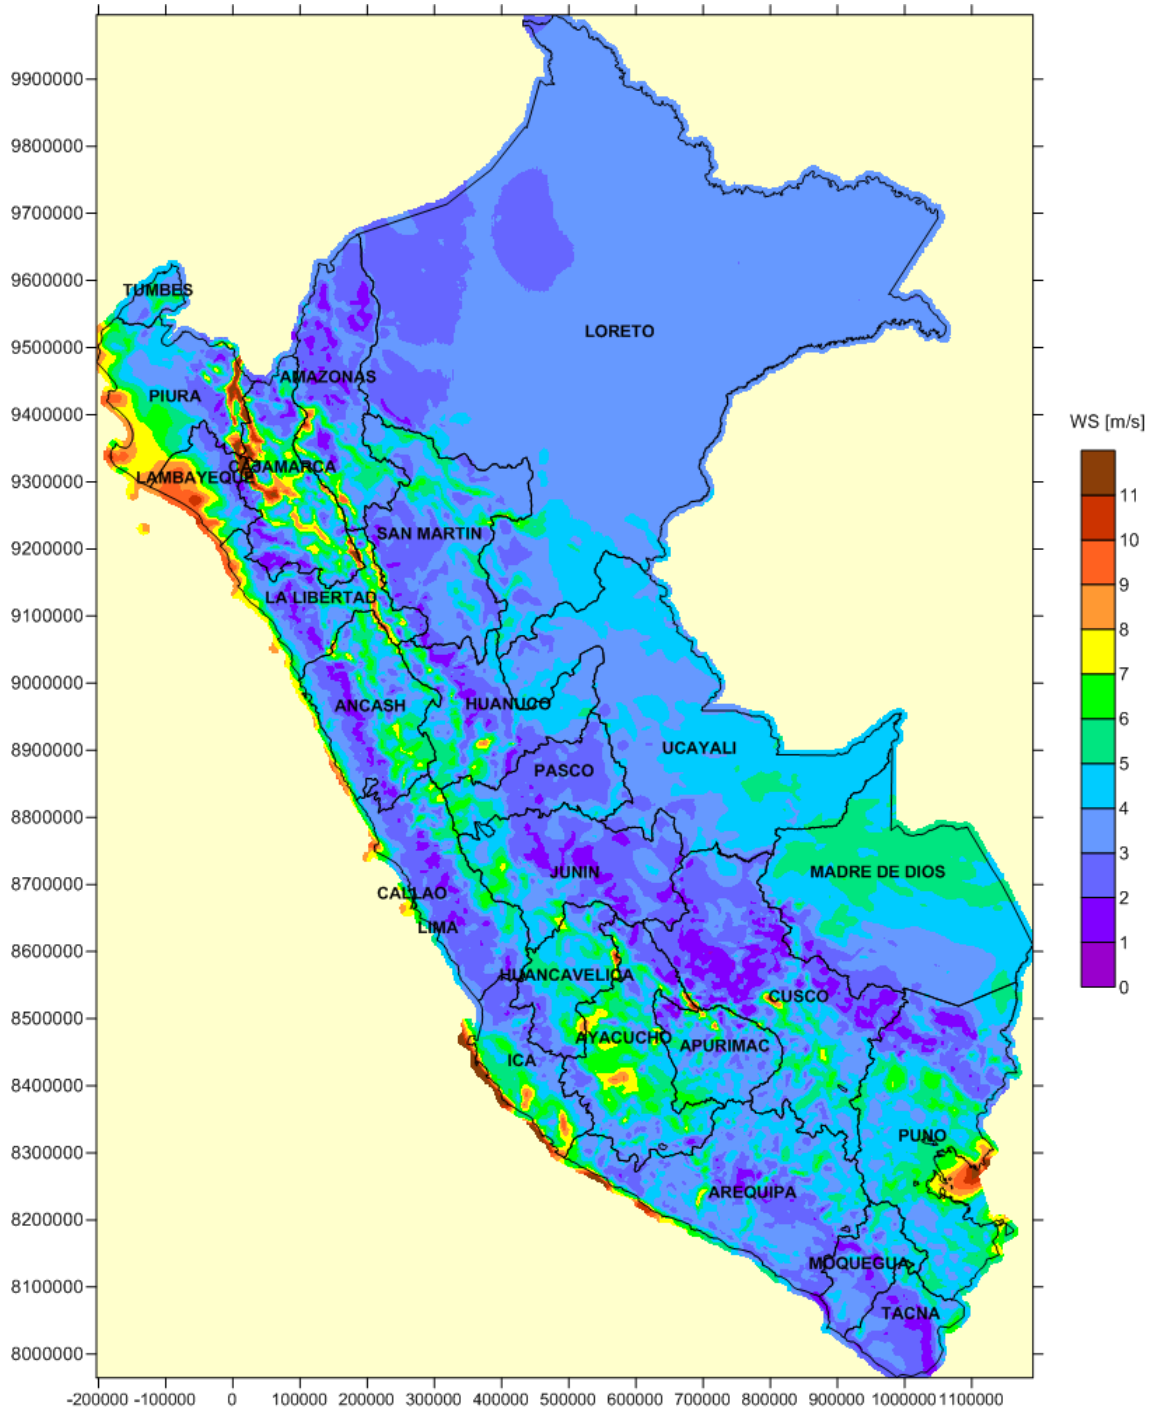 9900000
9800000
9700000
9600000
9500000
9400000
9300000
9200000
9100000
9000000
8900000
8800000
8700000
8600000
8500000
8400000
8300000
8200000
8100000
8000000
TUMBES
LORETO
AMAZONAS
PIURA
CAJAMARCA
LAMBAYEQUE
SAN MARTIN
LA LIBERTAD
ANCASH
HUANUCO
UCAYALI
PASCO
JUNIN
MADRE DE DIOS
CALLAO
LIMA
HUANCAVELICA
CUSCO
AYACUCHO
APURIMAC
ICA
PUNO
AREQUIPA
MOQUEGUA
TACNA
WS [m/s]
11
10
9
8
7
6
5
4
3
2
1
0
-200000 -100000 0 100000 200000 300000 400000 500000 600000 700000 800000 900000 1000000 1100000